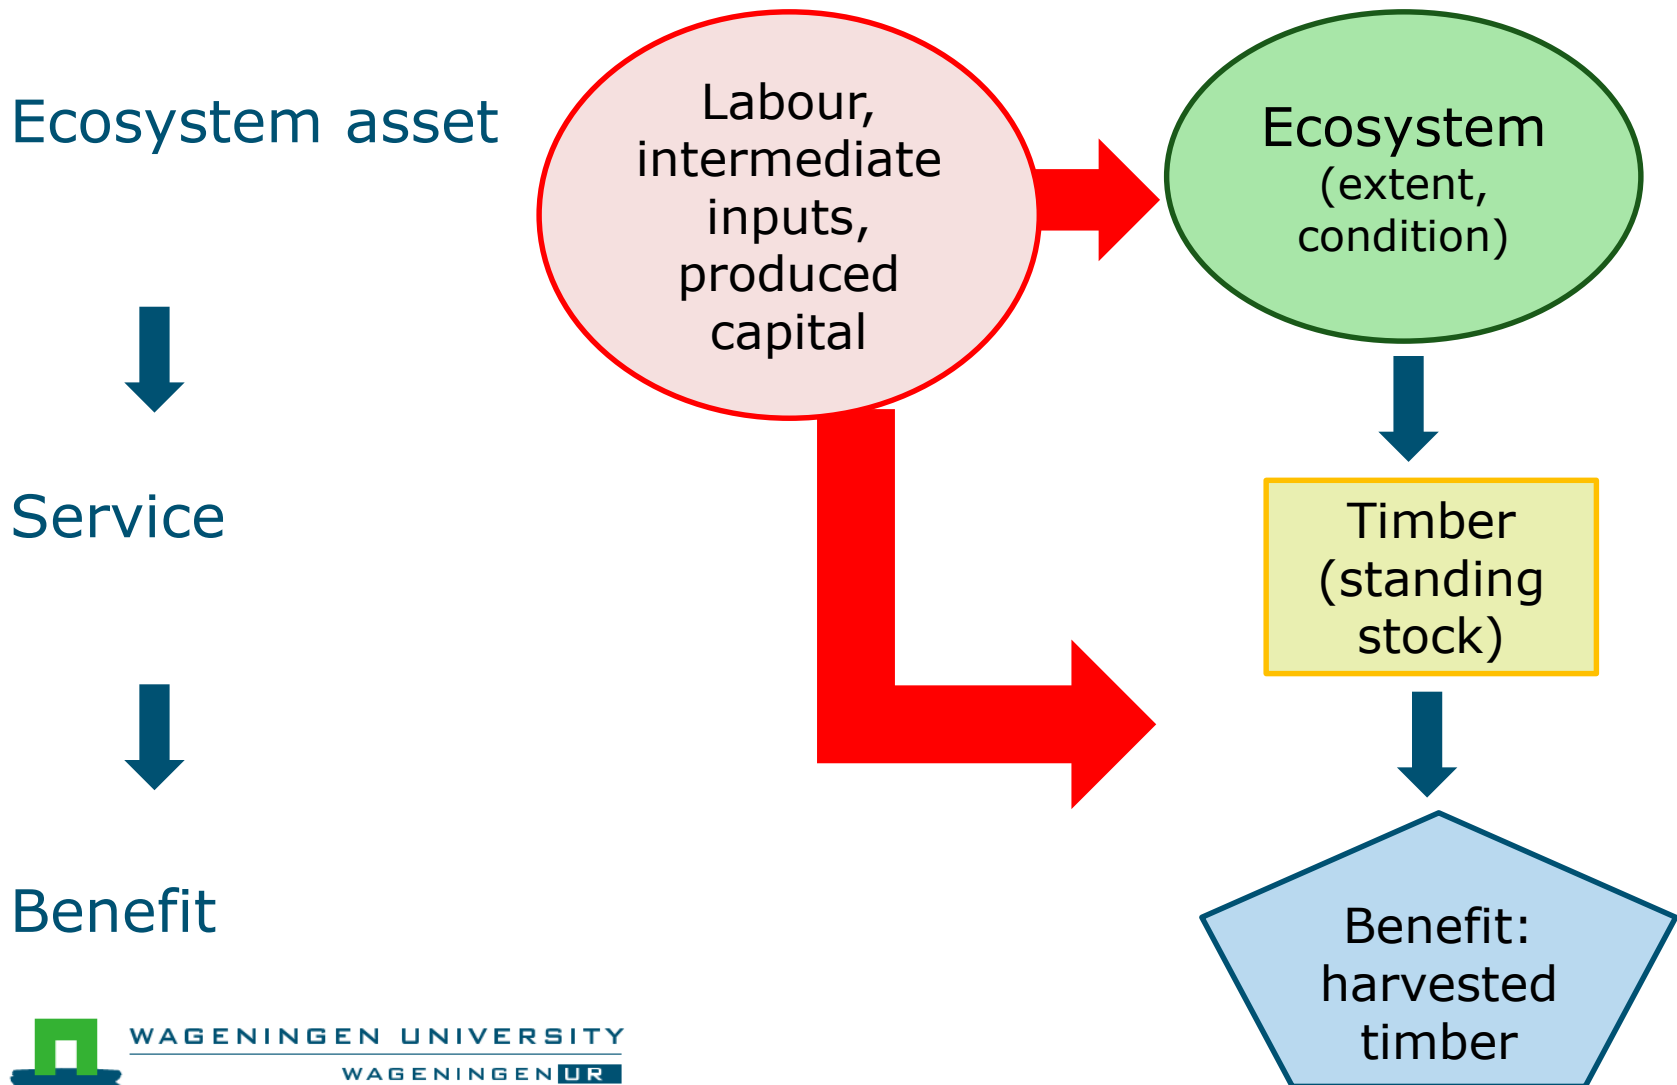 Ecosystem asset
Labour,
intermediate
inputs,
produced
capital
Ecosystem
(extent,
condition)
Service
Timber
(standing
stock)
Benefit
Benefit:
harvested
timber
WAGENINGEN UNIVERSITY
WAGENINGEN UR